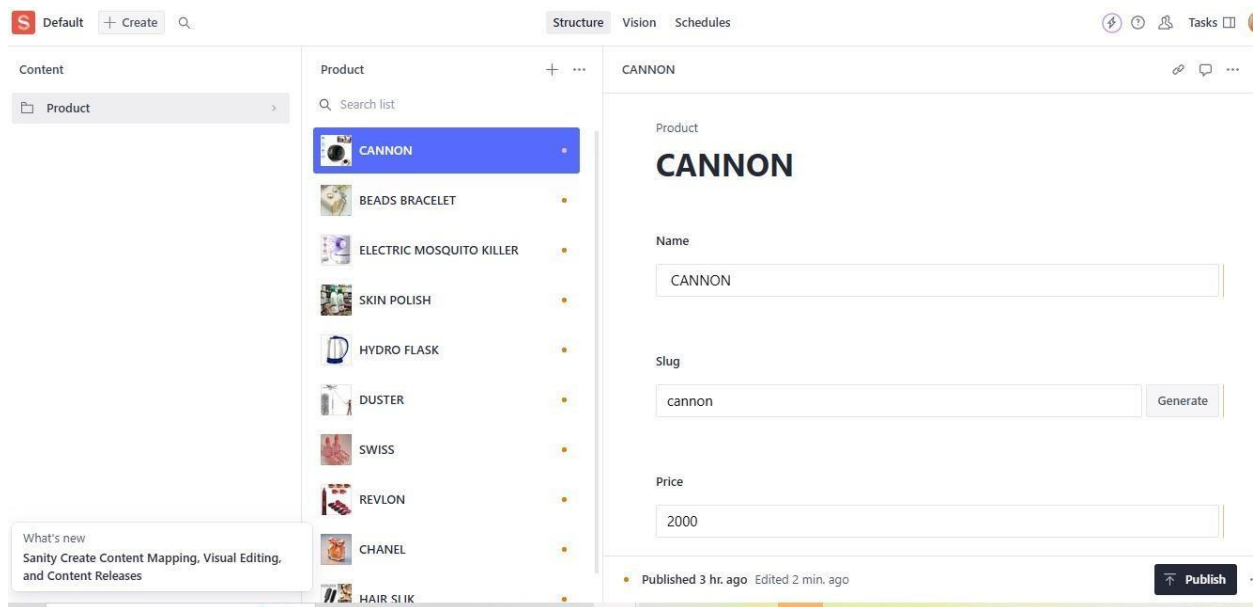 S Default + Create Structure Vision Schedules Tasks
Content
Product
Product
Search list
CANNON
BEADS BRACELET
ELECTRIC MOSQUITO KILLER
SKIN POLISH
HYDRO FLASK
DUSTER
SWISS
REVLON
CHANEL
HAIR SLIK
CANNON
Product
CANNON
Name
CANNON
Slug
cannon
Generate
Price
2000
Published 3 hr. ago Edited 2 min. ago
Publish
What's new
Sanity Create Content Mapping, Visual Editing,
and Content Releases